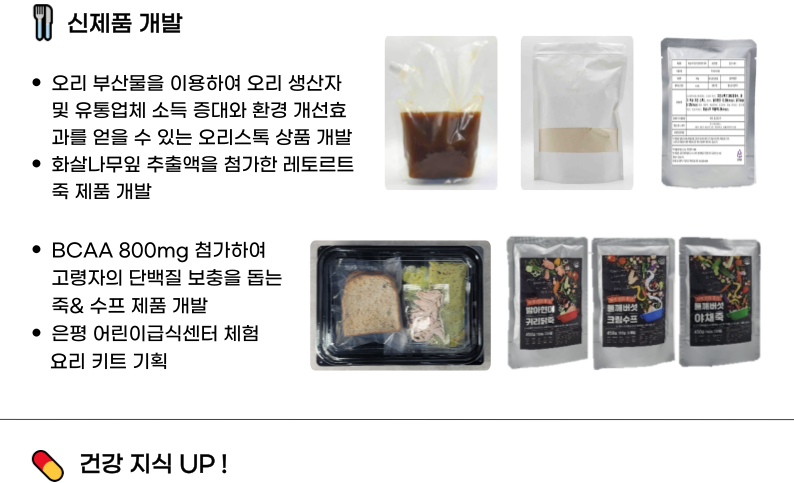 신제품 개발
오리 부산물을 이용하여 오리 생산자
및 유통업체 소득 증대와 환경 개선효
과를 얻을 수 있는 오리스톡 상품 개발
화살나무잎 추출액을 첨가한 레토르트
죽 제품 개발
BCAA 800mg 첨가하여
고령자의 단백질 보충을 돕는
죽& 수프 제품 개발
은평 어린이급식센터 체험
요리 키트 기획
발아현미
귀리닭죽
들깨버섯
크림수프
들깨버섯
야채죽
건강 지식 UP !